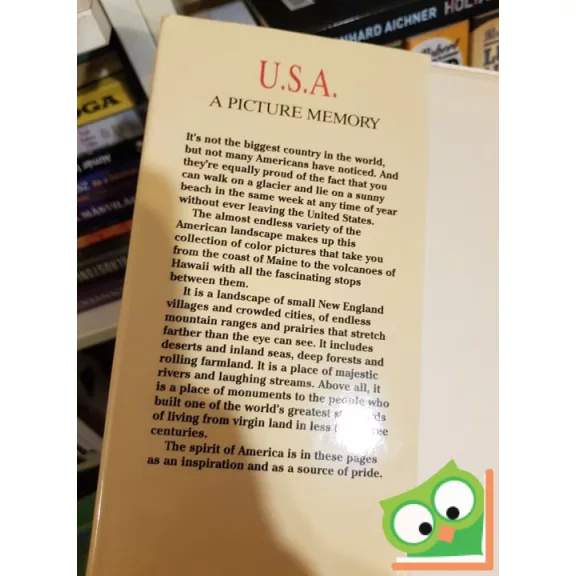 NHARD AICHNER
HOL
OGA
U.S.A.
A PICTURE MEMORY
It's not the biggest country in the world,
but not many Americans have noticed. And
they're equally proud of the fact that you
can walk on a glacier and lie on a sunny
beach in the same week at any time of year
without ever leaving the United States.
The almost endless variety of the
American landscape makes up this
collection of color pictures that take you
from the coast of Maine to the volcanoes of
Hawaii with all the fascinating stops
between them.
It is a landscape of small New England
villages and crowded cities, of endless
mountain ranges and prairies that stretch
farther than the eye can see. It includes
deserts and inland seas, deep forests and
rolling farmland. It is a place of majestic
rivers and laughing streams. Above all, it
is a place of monuments to the people who
built one of the world's greatest
of living from virgin land in less
centuries.
The spirit of America is in these pages
as an inspiration and as a source of pride.